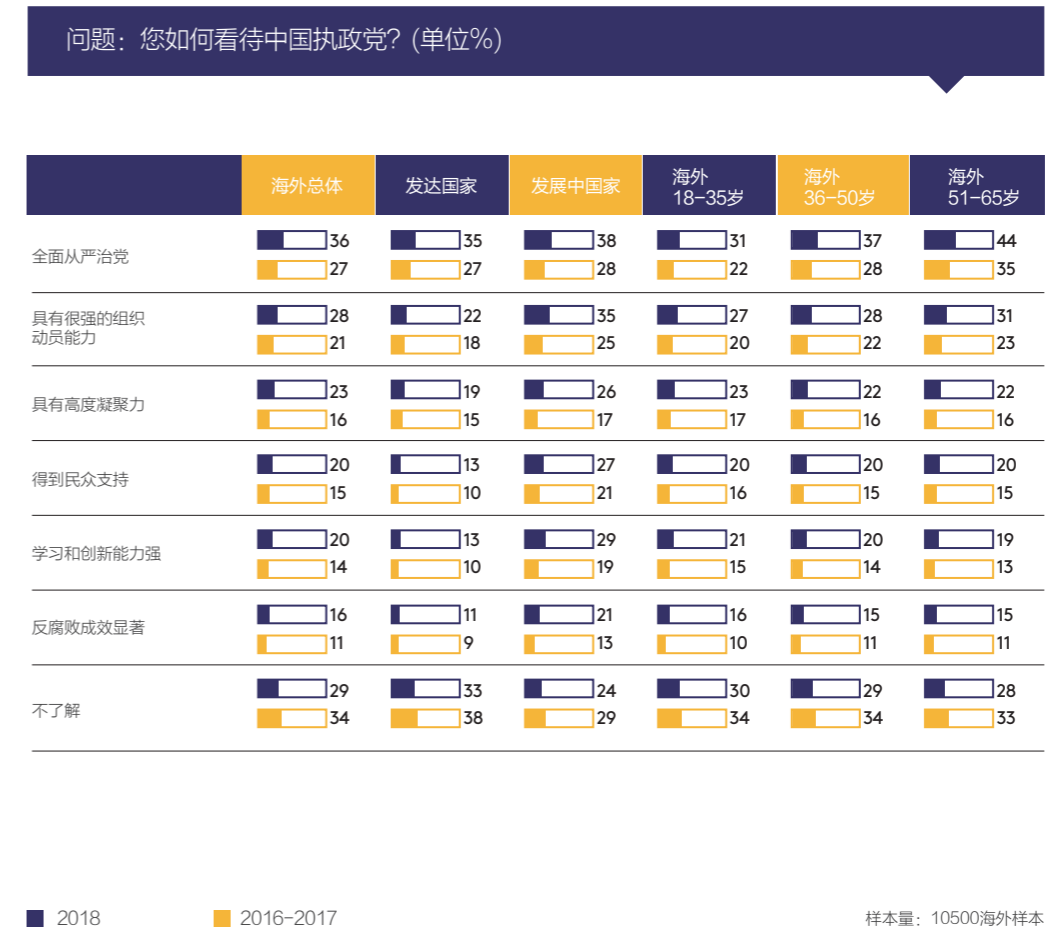 问题：您如何看待中国执政党？(单位%)
海外总体 发达国家 发展中国家 海外 18-35岁 海外 36-50岁 海外 51-65岁
全面从严治党
36 35 38 31 37 44
27 27 28 22 28 35
具有很强的组织
动员能力
28 22 35 27 28 31
21 18 25 20 22 23
具有高度凝聚力
23 19 26 23 22 22
16 15 17 17 16 16
得到民众支持
20 13 27 20 20 20
15 10 21 16 15 15
学习和创新能力强
20 13 29 21 20 19
14 10 19 15 14 13
反腐败成效显著
16 11 21 16 15 15
11 9 13 10 11 11
不了解
29 33 24 30 29 28
34 38 29 34 34 33
2018 2016-2017 样本量：10500海外样本